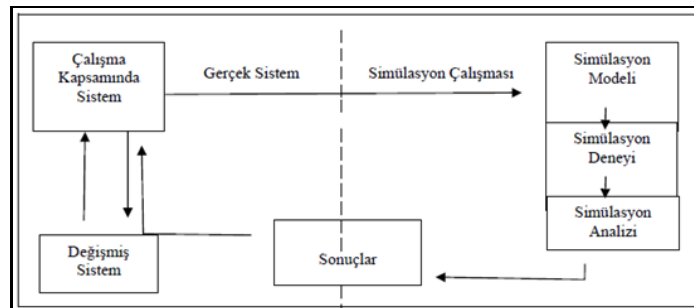 Çalışma
Kapsamında
Sistem
Gerçek Sistem
Simülasyon Çalışması
Simülasyon
Modeli
Simülasyon
Deneyi
Simülasyon
Analizi
Değişmiş
Sistem
Sonuçlar